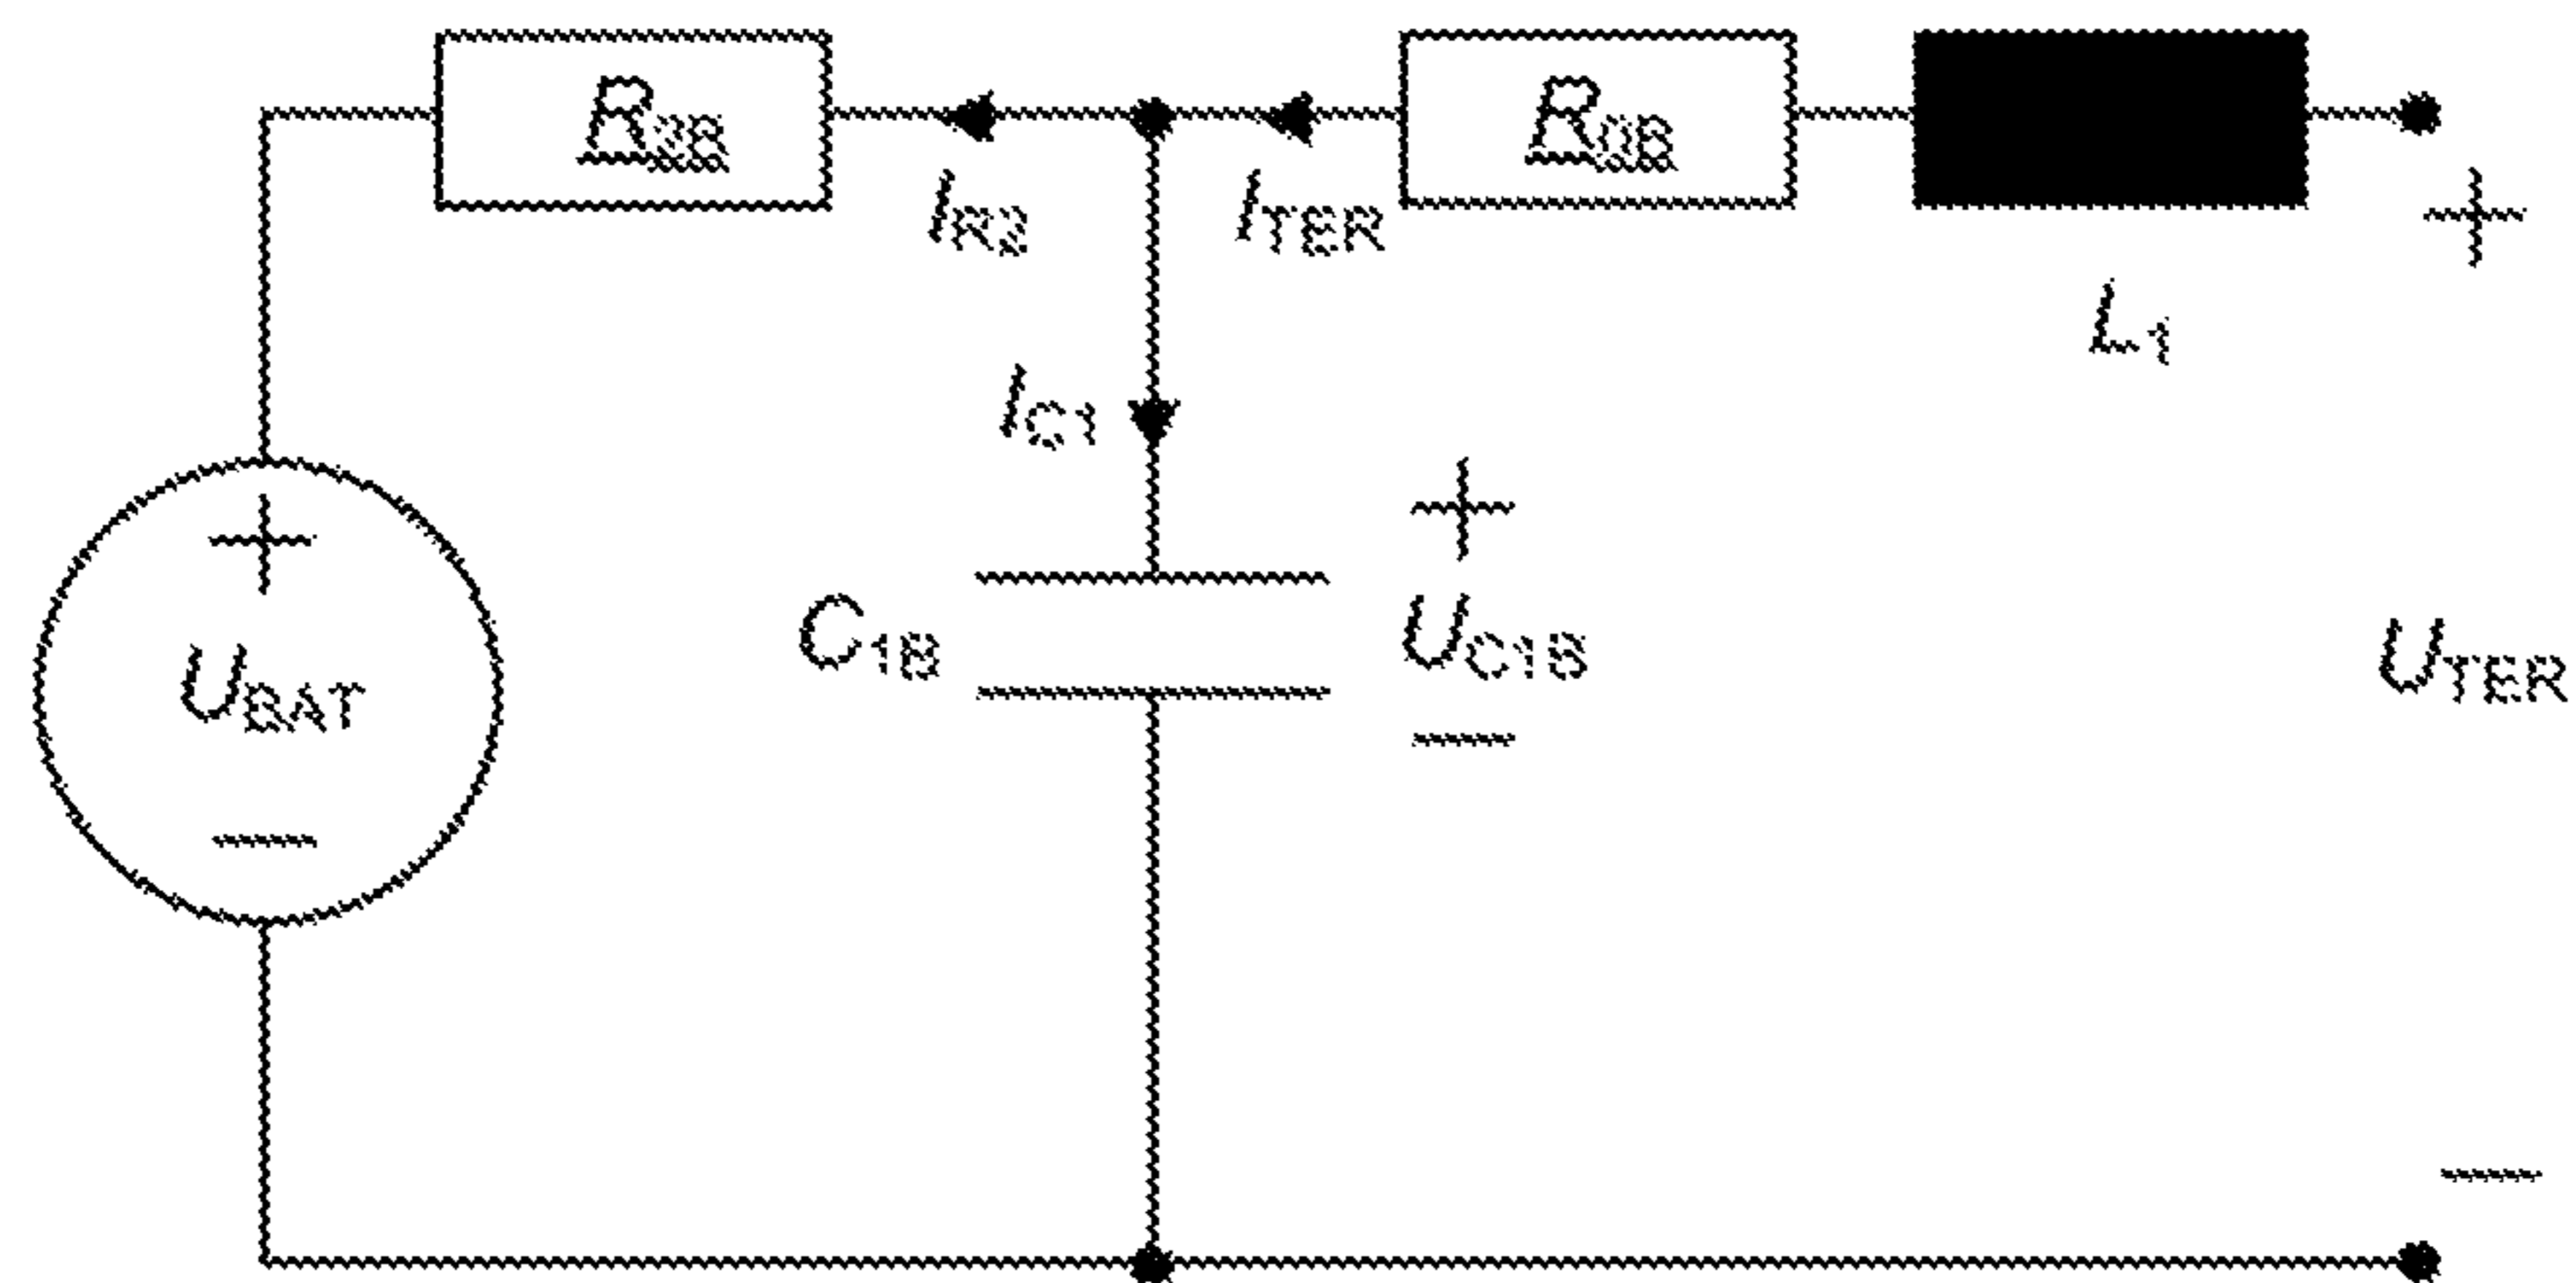 R2B
R0B
+
IR2
ITER
L1
IC1
+
+
C1B
UC1B
UBAT
UTER
−
−
−